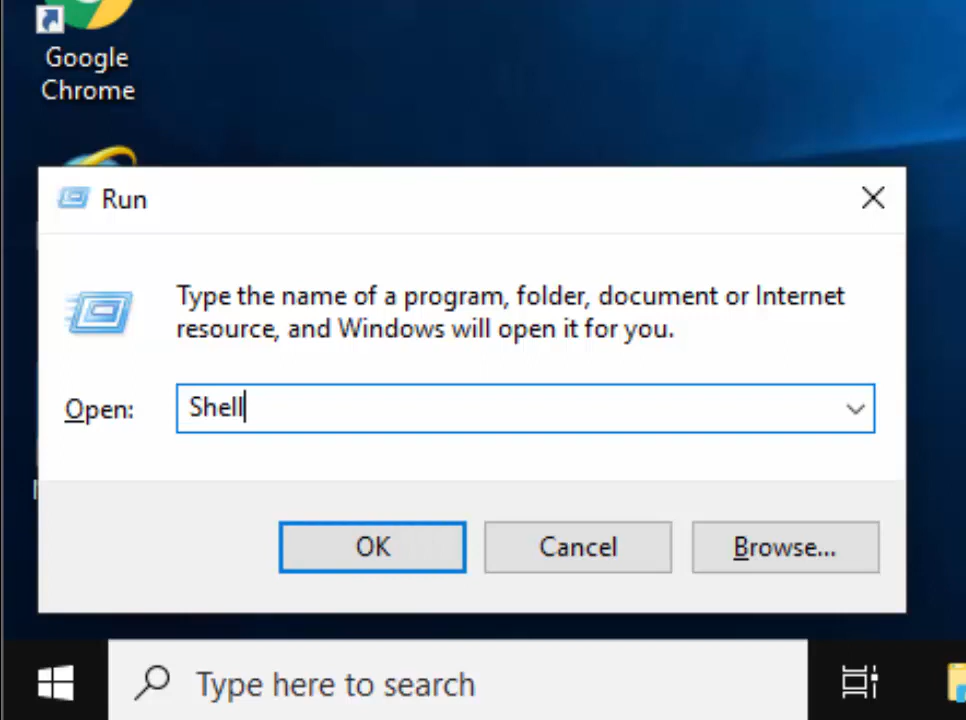 Google
Chrome
Run
Type the name of a program, folder, document or Internet
resource, and Windows will open it for you.
Open:
Shell
OK
Cancel
Browse...
Type here to search